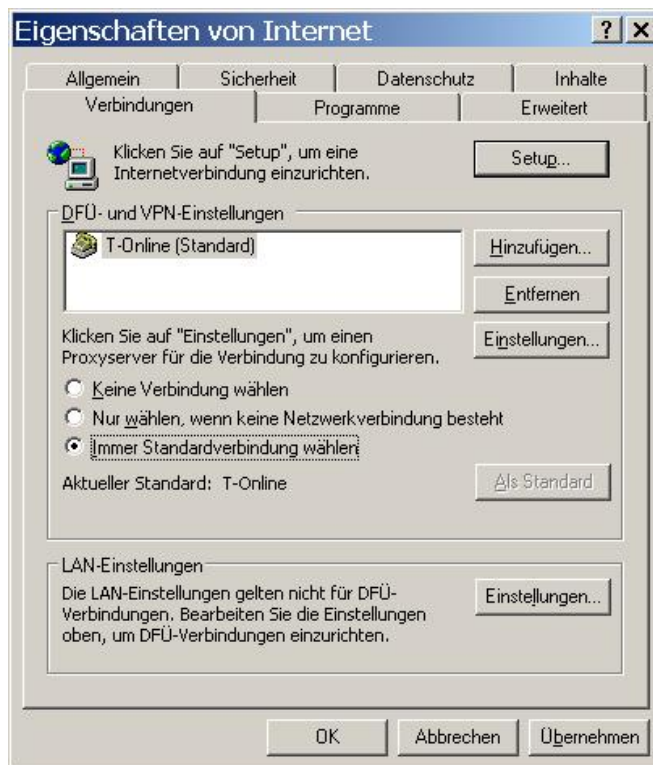 Eigenschaften von Internet
Allgemein
Sicherheit
Datenschutz
Inhalte
Verbindungen
Programme
Erweitert
Klicken Sie auf "Setup", um eine
Internetverbindung einzurichten.
Setup...
DFÜ- und VPN-Einstellungen
T-Online (Standard)
Hinzufügen...
Entfernen
Klicken Sie auf "Einstellungen", um einen
Proxyserver für die Verbindung zu konfigurieren.
Einstellungen...
Keine Verbindung wählen
Nur wählen, wenn keine Netzwerkverbindung besteht
Immer Standardverbindung wählen
Aktueller Standard: T-Online
Als Standard
LAN-Einstellungen
Die LAN-Einstellungen gelten nicht für DFÜ-
Verbindungen. Bearbeiten Sie die Einstellungen
oben, um DFÜ-Verbindungen einzurichten.
Einstellungen...
OK
Abbrechen
Übernehmen